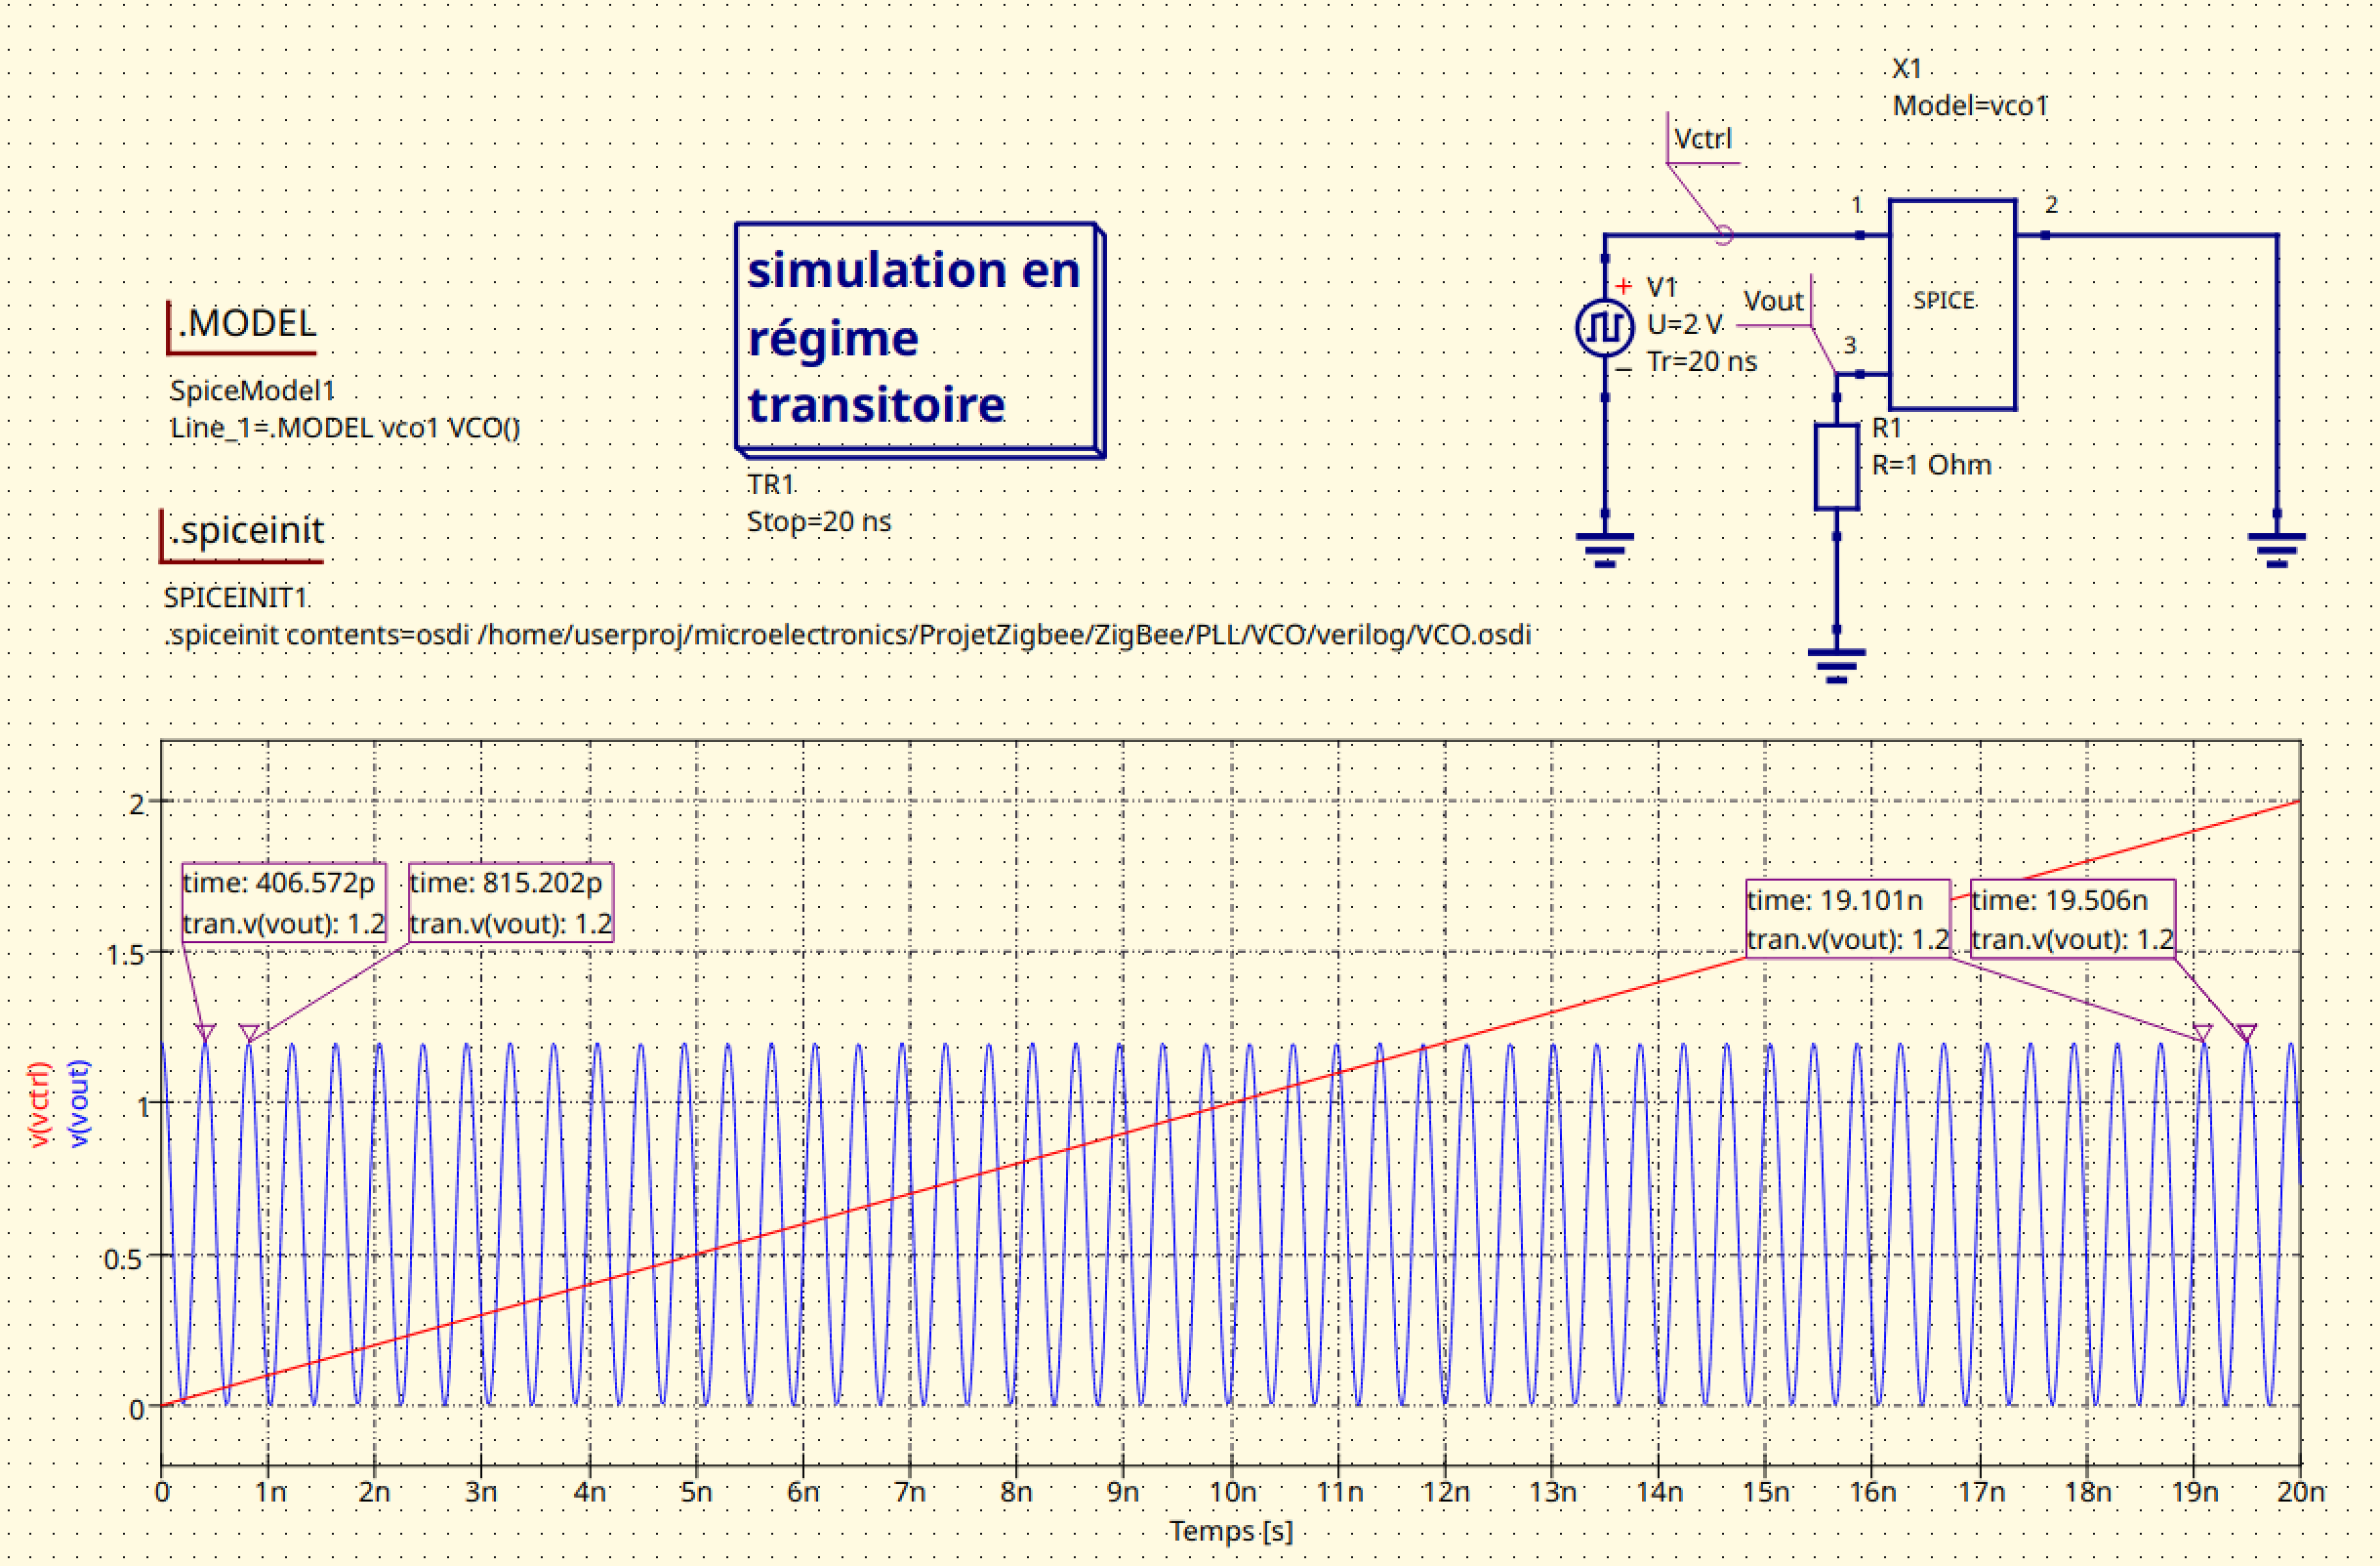 X1
Model=vco1
Vctrl
1
2
simulation en
régime
transitoire
+ V1
U=2 V
Tr=20 ns
−
Vout
SPICE
3
.MODEL
SpiceModel1
Line_1=.MODEL vco1 VCO()
R1
R=1 Ohm
TR1
Stop=20 ns
.spiceinit
SPICEINIT1
.spiceinit contents=osdi /home/userproj/microelectronics/ProjetZigbee/ZigBee/PLL/VCO/verilog/VCO.osdi
2
time: 406.572p
tran.v(vout): 1.2
time: 815.202p
tran.v(vout): 1.2
time: 19.101n
tran.v(vout): 1.2
time: 19.506n
tran.v(vout): 1.2
1.5
1
0.5
0
v(vctrl)
v(vout)
0 1n 2n 3n 4n 5n 6n 7n 8n 9n 10n 11n 12n 13n 14n 15n 16n 17n 18n 19n 20n
Temps [s]